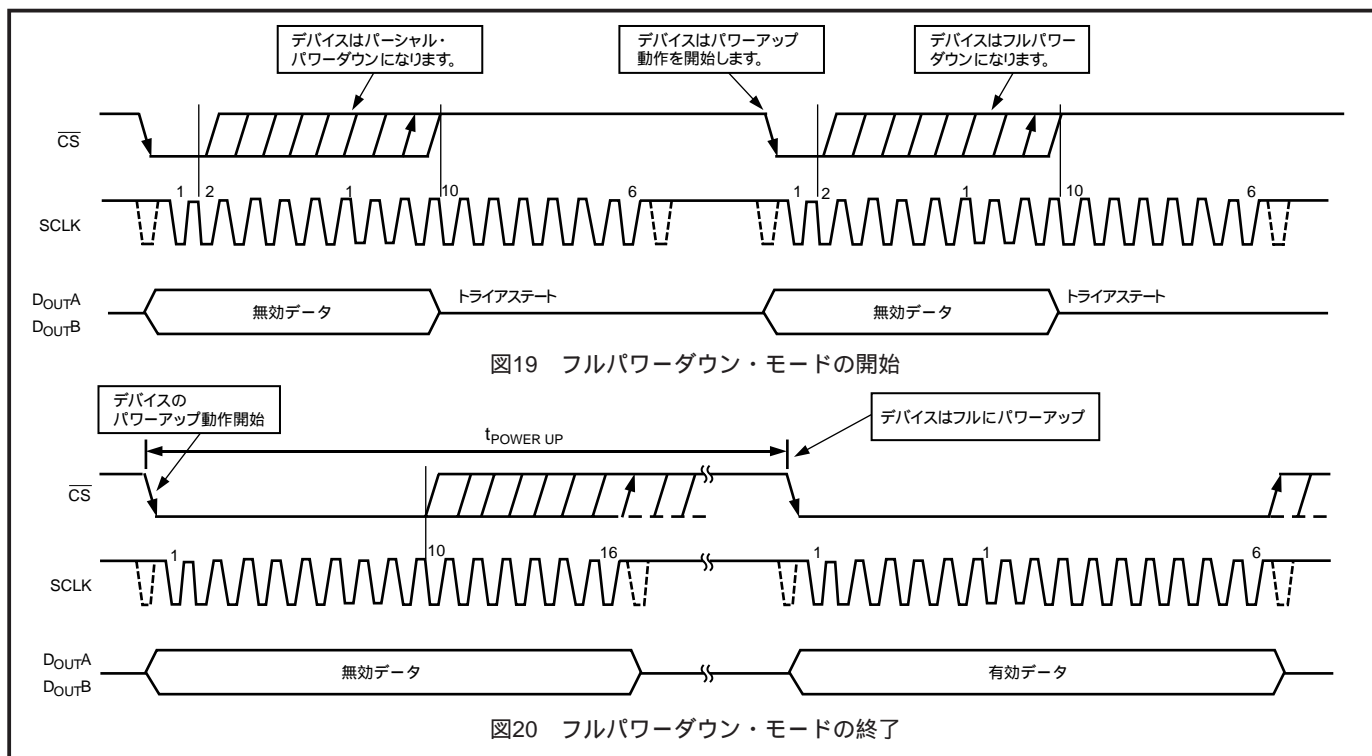 デバイスはパーシャル・
パワーダウンになります。
デバイスはパワーアップ
動作を開始します。
デバイスはフルパワー
ダウンになります。
CS
1 2 1 10 6 1 2 1 10 6
SCLK
DOUTA
DOUTB
無効データ
トライアステート
無効データ
トライアステート
図19 フルパワーダウン・モードの開始
デバイスの
パワーアップ動作開始
tPOWER UP
デバイスはフルにパワーアップ
CS
1 10 16 1 1 6
SCLK
DOUTA
DOUTB
無効データ
有効データ
図20 フルパワーダウン・モードの終了